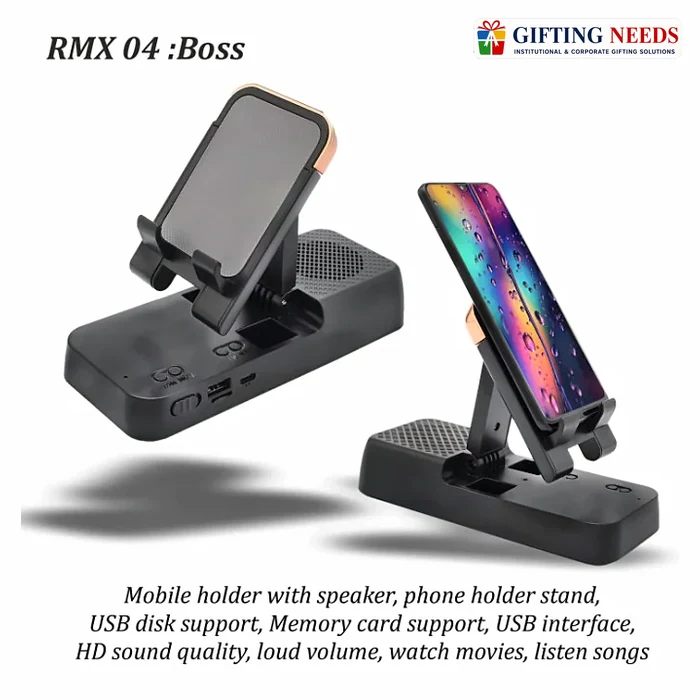 RMX 04 :Boss
GIFTING NEEDS
INSTITUTIONAL & CORPORATE GIFTING SOLUTIONS
Mobile holder with speaker, phone holder stand,
USB disk support, Memory card support, USB interface,
HD sound quality, loud volume, watch movies, listen songs